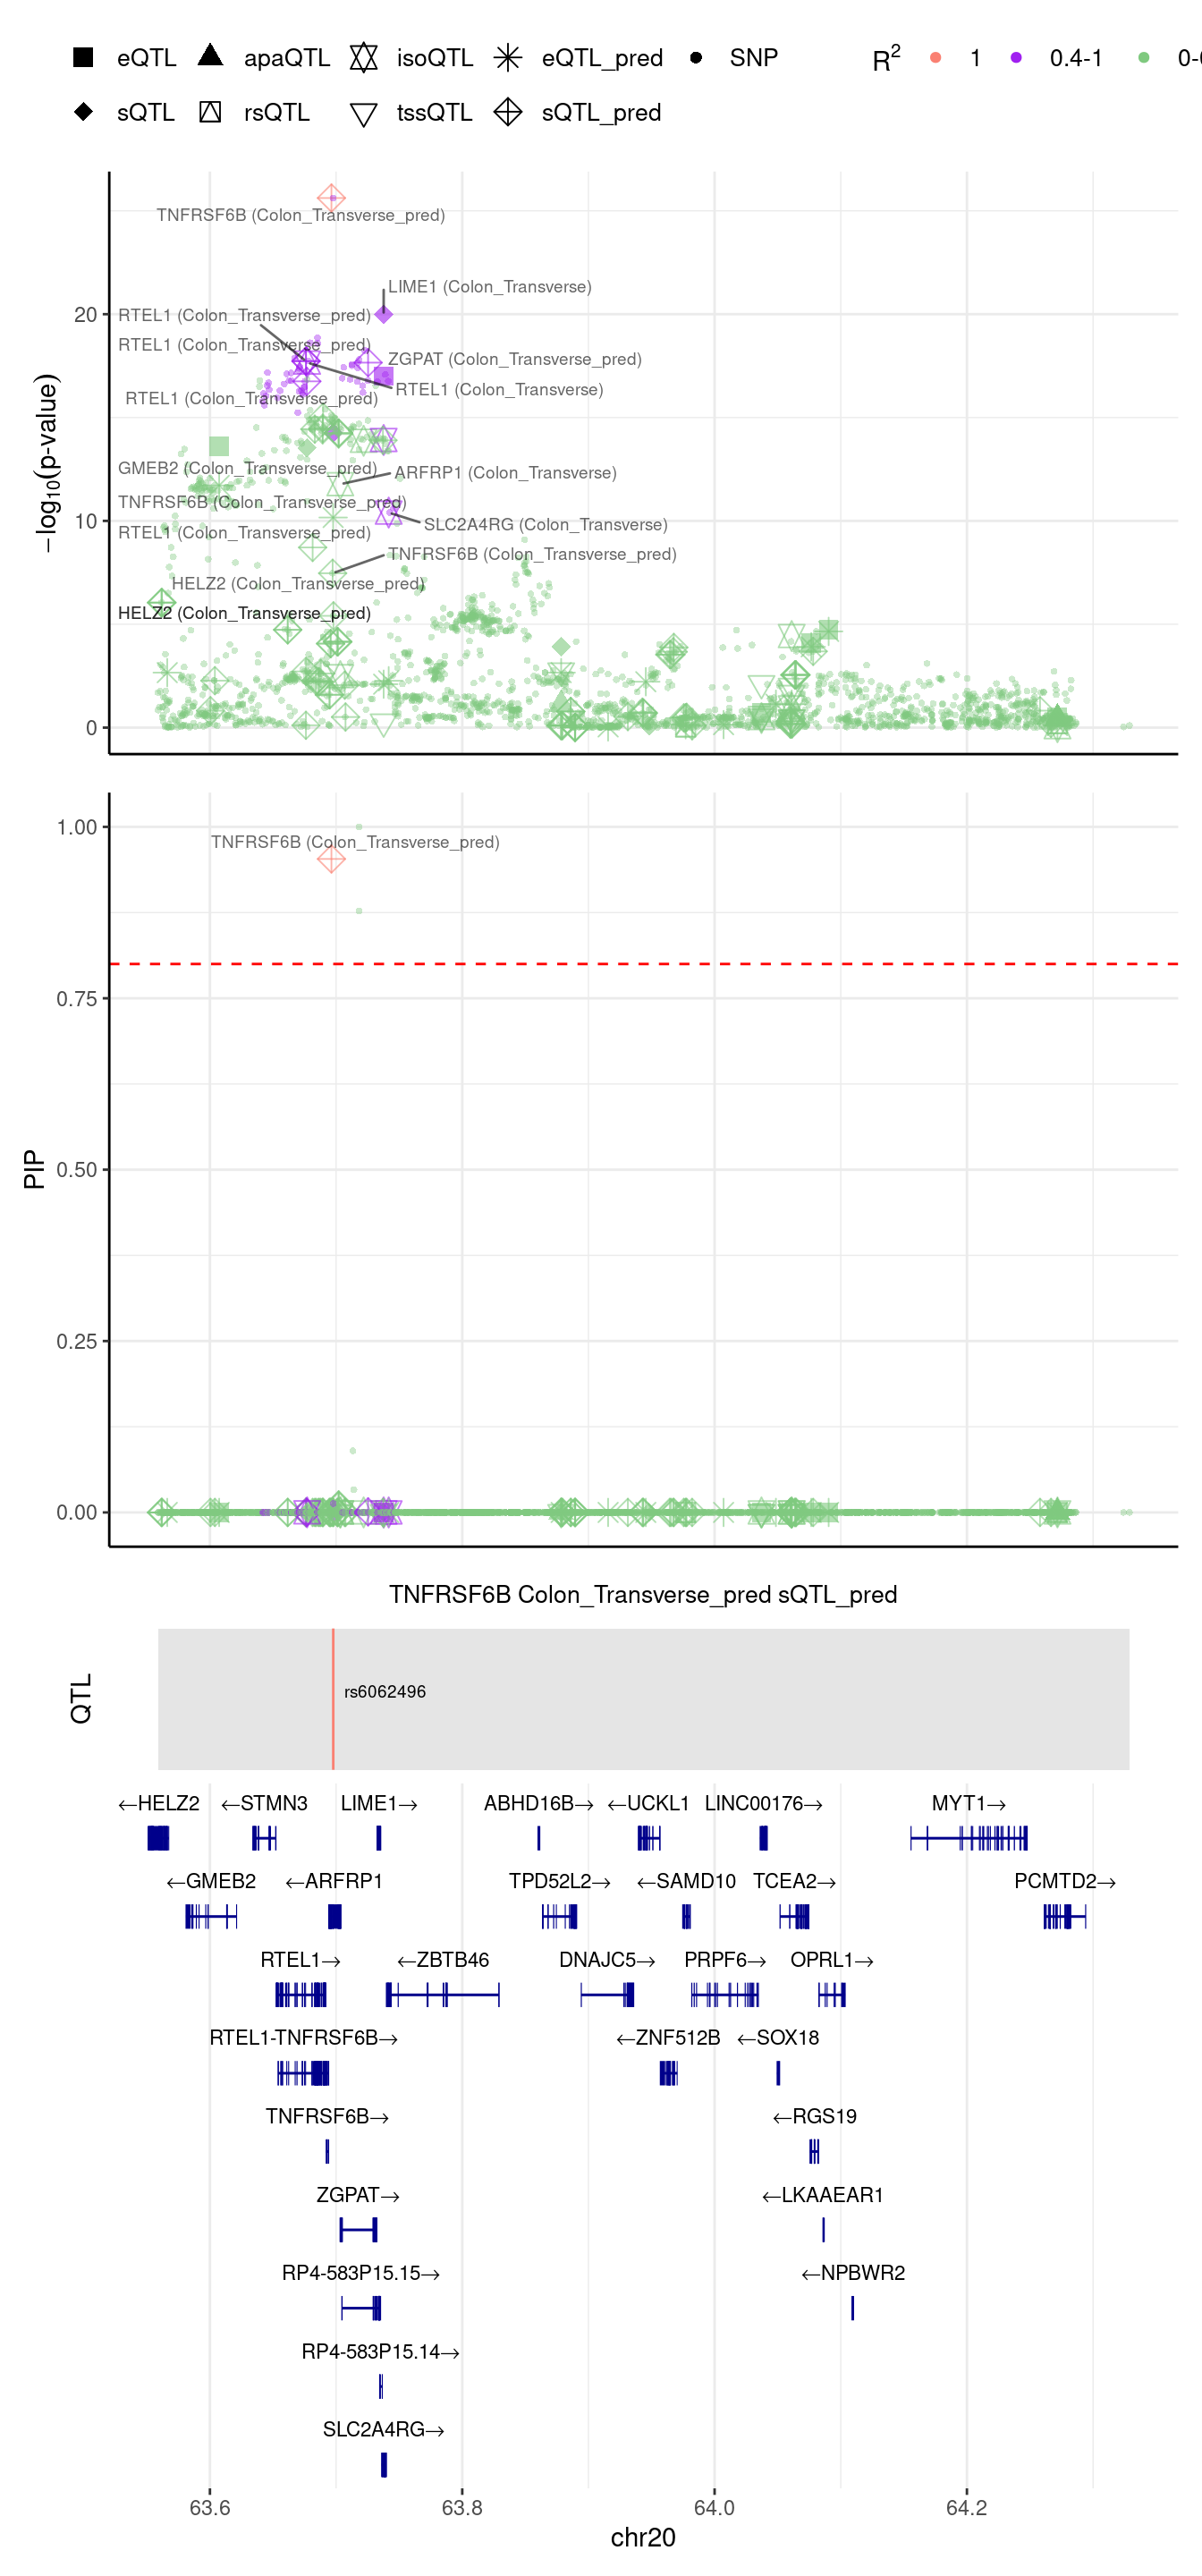 eQTL apaQTL isoQTL eQTL_pred SNP R2 1 0.4-1
sQTL rsQTL tssQTL sQTL_pred
TNFRSF6B (Colon_Transverse_pred)
LIME1 (Colon_Transverse)
RTEL1 (Colon_Transverse_pred)
RTEL1 (Colon_Transverse_pred)
ZGPAT (Colon_Transverse)
RTEL1 (Colon_Transverse)
RTEL1 (Colon_Transverse_pred)
GMEB2 (Colon_Transverse_pred)
ARFRP1 (Colon_Transverse)
TNFRSF6B (Colon_Transverse_pred)
SLC2A4RG (Colon_Transverse)
RTEL1 (Colon_Transverse_pred)
TNFRSF6B (Colon_Transverse_pred)
HELZ2 (Colon_Transverse_pred)
HELZ2 (Colon_Transverse_pred)
20
10
0
−log10(p-value)
TNFRSF6B (Colon_Transverse_pred)
1.00
0.75
0.50
0.25
0.00
PIP
TNFRSF6B Colon_Transverse_pred sQTL_pred
QTL
rs6062496
←HELZ2 ←STMN3 LIME1→ ABHD16B→ ←UCKL1 LINC00176→ MYT1→
←GMEB2 ←ARFRP1 TPD52L2→ ←SAMD10 TCEA2→ PCMTD2→
RTEL1→ ←ZBTB46 DNAJC5→ PRPF6→ OPRL1→
RTEL1-TNFRSF6B→ ←ZNF512B ←SOX18
TNFRSF6B→ ←RGS19
ZGPAT→ ←LKAAEAR1
RP4-583P15.15→ ←NPBWR2
RP4-583P15.14→
SLC2A4RG→
63.6 63.8 64.0 64.2
chr20